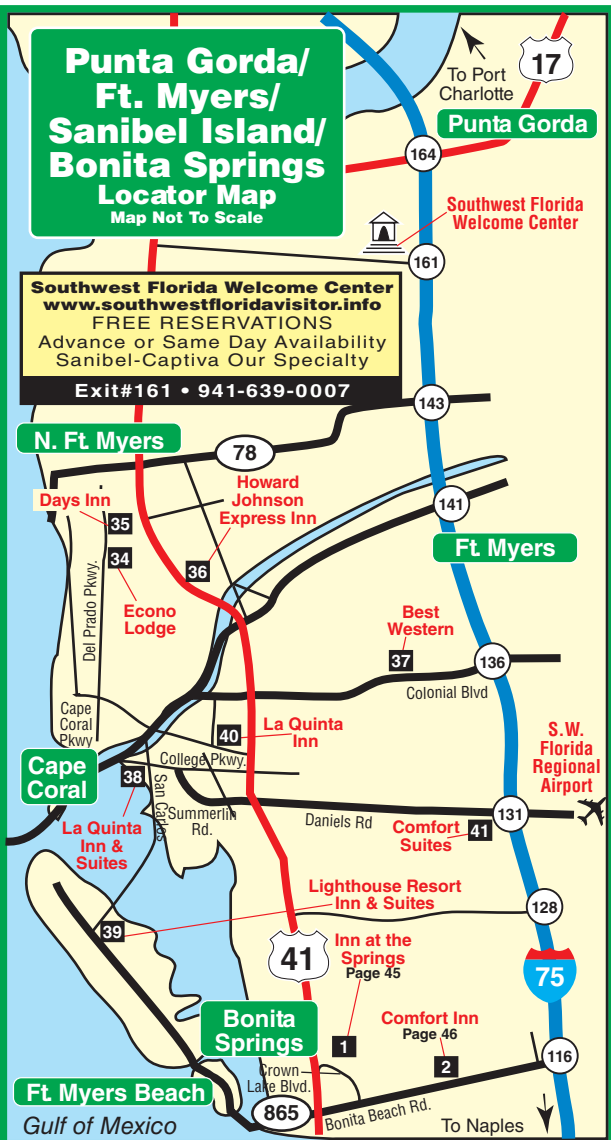 Punta Gorda/
Ft. Myers/
Sanibel Island/
Bonita Springs
Locator Map
Map Not To Scale
To Port
Charlotte
17
Punta Gorda
164
Southwest Florida
Welcome Center
161
Southwest Florida Welcome Center
www.southwestfloridavisitor.info
FREE RESERVATIONS
Advance or Same Day Availability
Sanibel-Captiva Our Specialty
Exit#161 • 941-639-0007
143
N. Ft. Myers
78
Days Inn
35
Howard
Johnson
Express Inn
36
141
Ft. Myers
34
Econo
Lodge
Del Prado Pkwy.
Best
Western
37
136
Colonial Blvd
Cape
Coral
Pkwy
40
La Quinta
Inn
College Pkwy.
S.W.
Florida
Regional
Airport
Cape
Coral
38
San Carlos
Summerlin
Rd.
La Quinta
Inn &
Suites
Daniels Rd
Comfort
Suites
41
131
Lighthouse Resort
Inn & Suites
39
128
41
Inn at the
Springs
Page 45
75
Bonita
Springs
1
Comfort Inn
Page 46
2
116
Crown
Lake Blvd.
Ft. Myers Beach
865
Bonita Beach Rd.
Gulf of Mexico
To Naples